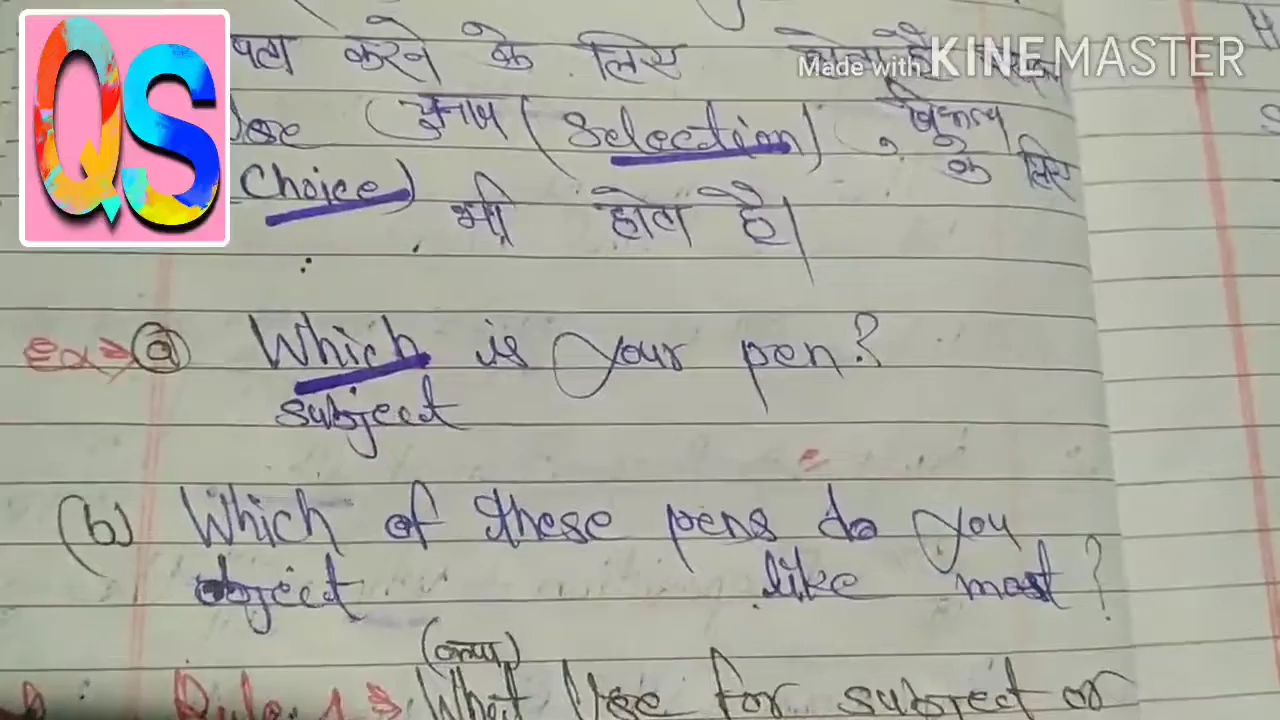 QS
पता करने के लिए होता है
Made with KINEMASTER
Use चुनाव (Selection), विकल्प के लिए
(Choice) भी होता है।
Ex → (a) Which is your pen?
subject
(b) Which of these pens do you
object like most?
(क्या)
Rules → What Use for subject or